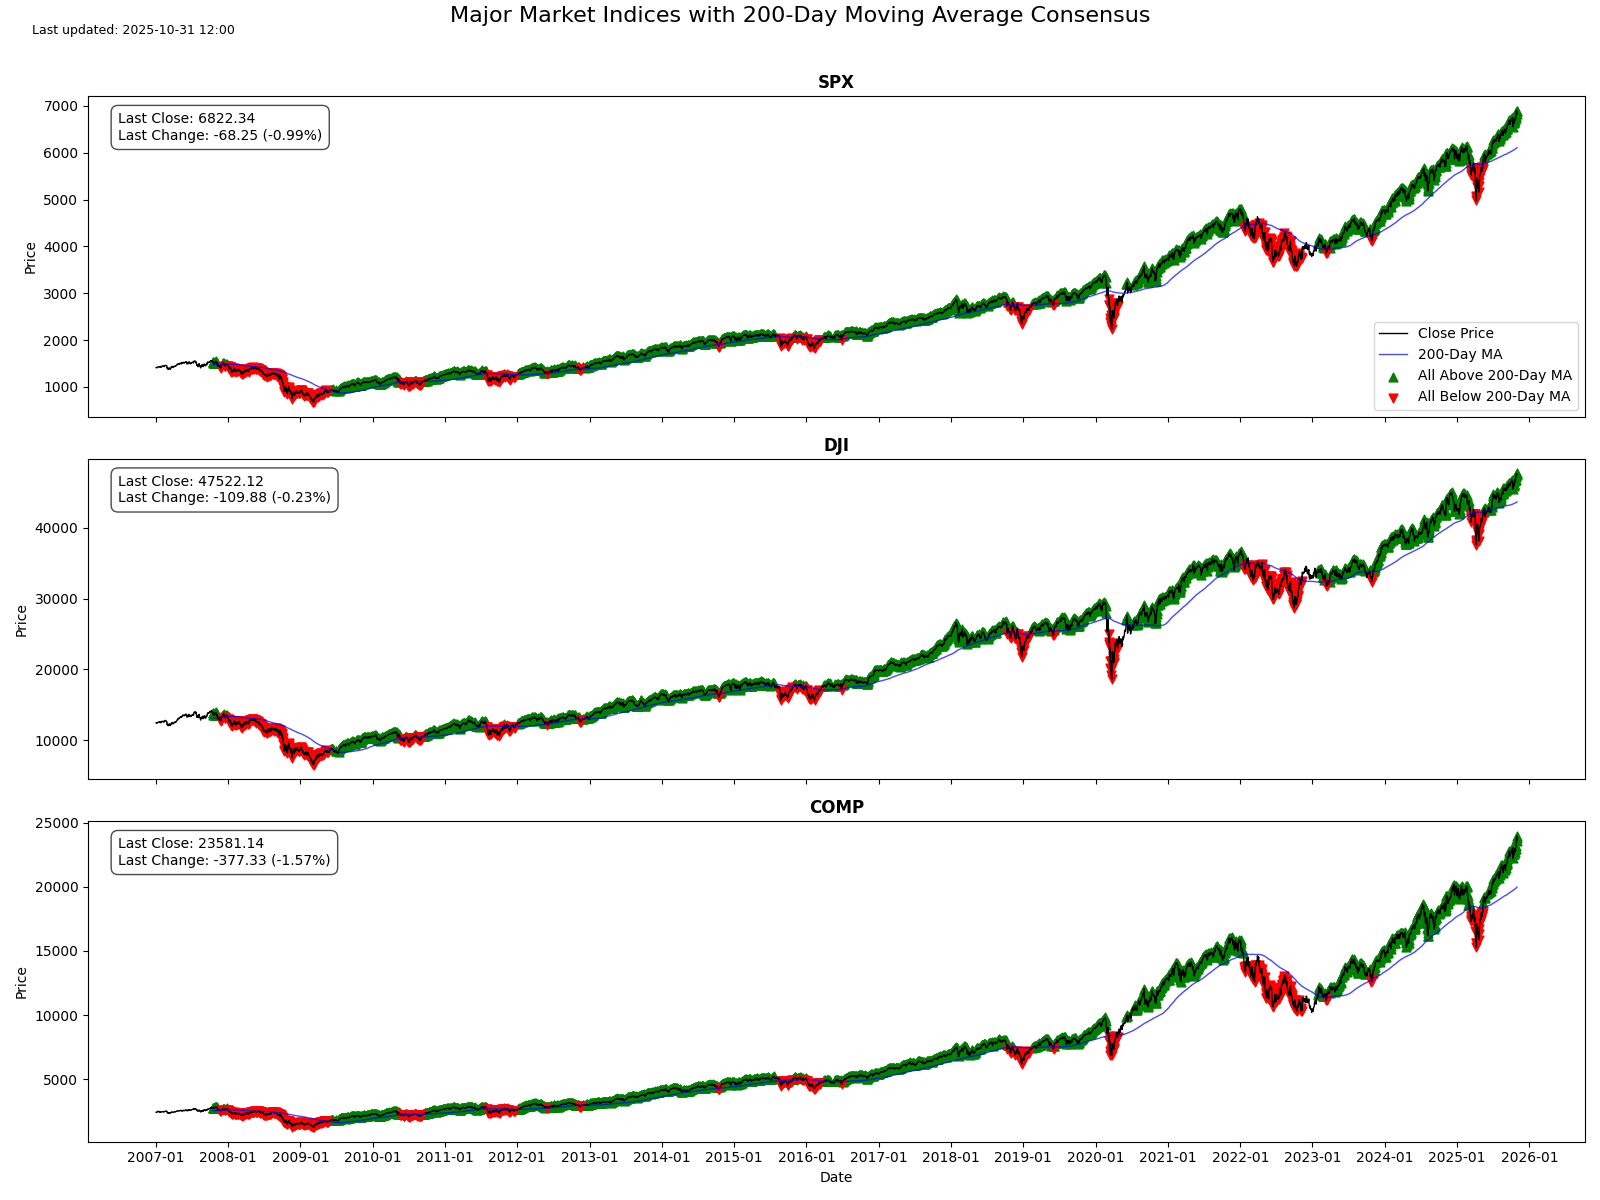 Major Market Indices with 200-Day Moving Average Consensus
Last updated: 2025-10-31 12:00
SPX
Last Close: 6822.34
Last Change: -68.25 (-0.99%)
7000
6000
5000
4000
3000
2000
1000
Price
Close Price
200-Day MA
All Above 200-Day MA
All Below 200-Day MA
DJI
Last Close: 47522.12
Last Change: -109.88 (-0.23%)
40000
30000
20000
10000
Price
COMP
Last Close: 23581.14
Last Change: -377.33 (-1.57%)
25000
20000
15000
10000
5000
Price
2007-01 2008-01 2009-01 2010-01 2011-01 2012-01 2013-01 2014-01 2015-01 2016-01 2017-01 2018-01 2019-01 2020-01 2021-01 2022-01 2023-01 2024-01 2025-01 2026-01
Date